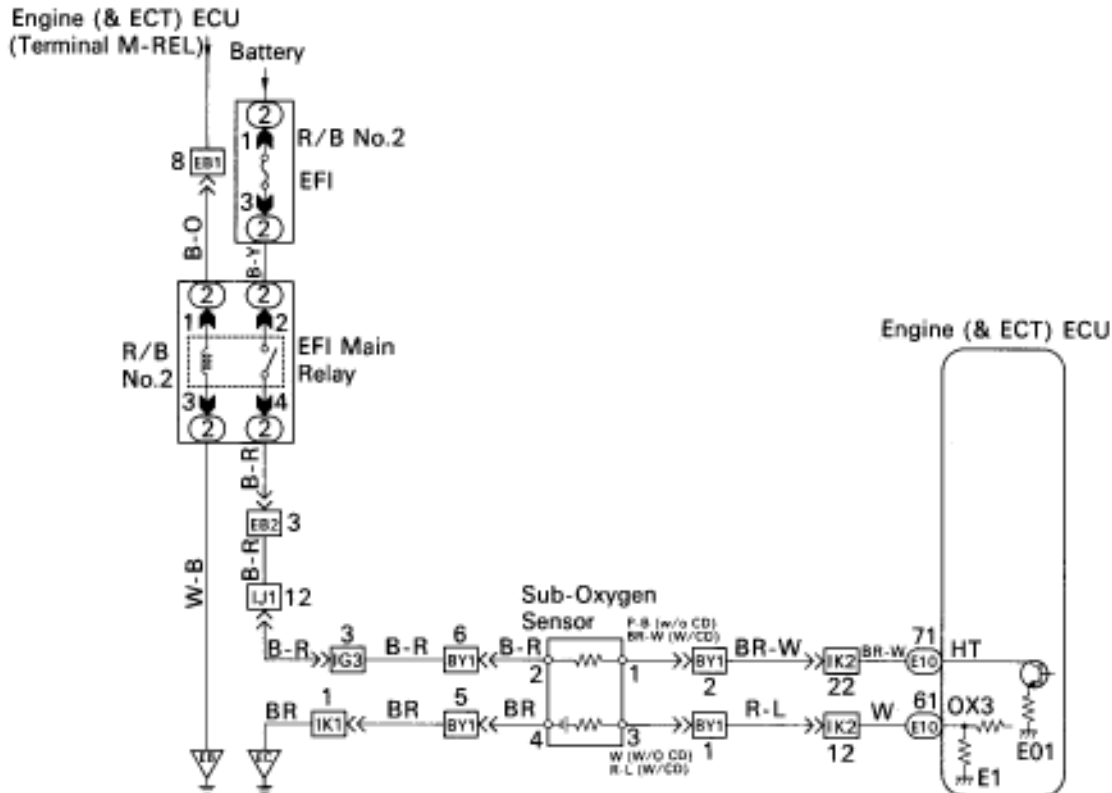 Engine (& ECT) ECU
(Terminal M-REL)
Battery
2
1
R/B No.2
8
EB1
EFI
3
2
B-O
B-Y
2
2
1
2
R/B
No.2
EFI Main
Relay
3
4
2
2
Engine (& ECT) ECU
B-R
EB2
3
B-R
W-B
IJ1
12
Sub-Oxygen
Sensor
P-B (w/o CD)
BR-W (W/CD)
B-R
3
IG3
B-R
6
BY1
B-R
2
1
BY1
2
BR-W
IK2
22
BR-W
71
E10
HT
BR
1
IK1
BR
5
BY1
BR
4
3
W (W/O CD)
R-L (W/CD)
BY1
1
R-L
IK2
12
W
61
E10
OX3
E01
E1
EB
EC